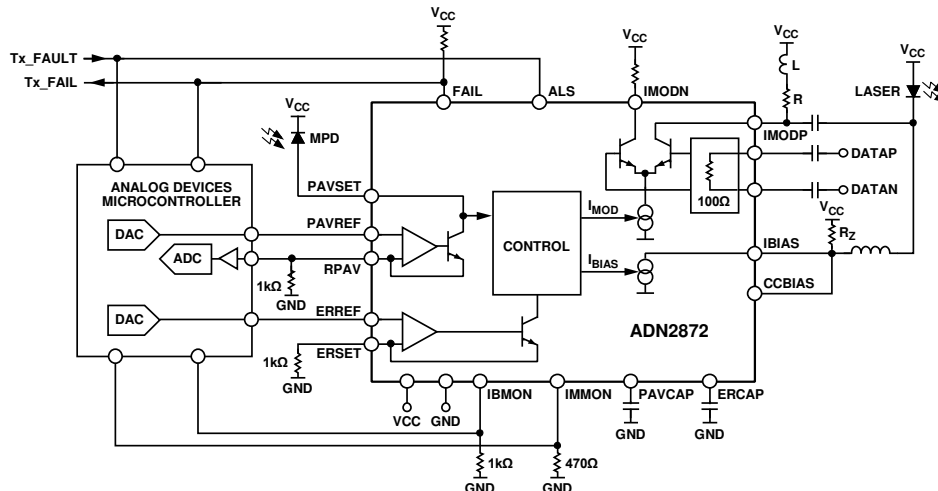 VCC
VCC
VCC
VCC
Tx_FAULT
Tx_FAIL
L
R
LASER
FAIL
ALS
IMODN
IMODP
VCC
MPD
DATAP
DATAN
100Ω
ANALOG DEVICES
MICROCONTROLLER
PAVSET
PAVREF
RPAV
DAC
ADC
1kΩ
GND
CONTROL
IMOD
IBIAS
VCC
RZ
IBIAS
CCBIAS
DAC
ERREF
ERSET
1kΩ
GND
ADN2872
VCC
GND
IBMON
IMMON
PAVCAP
ERCAP
GND
GND
1kΩ
470Ω
GND
GND